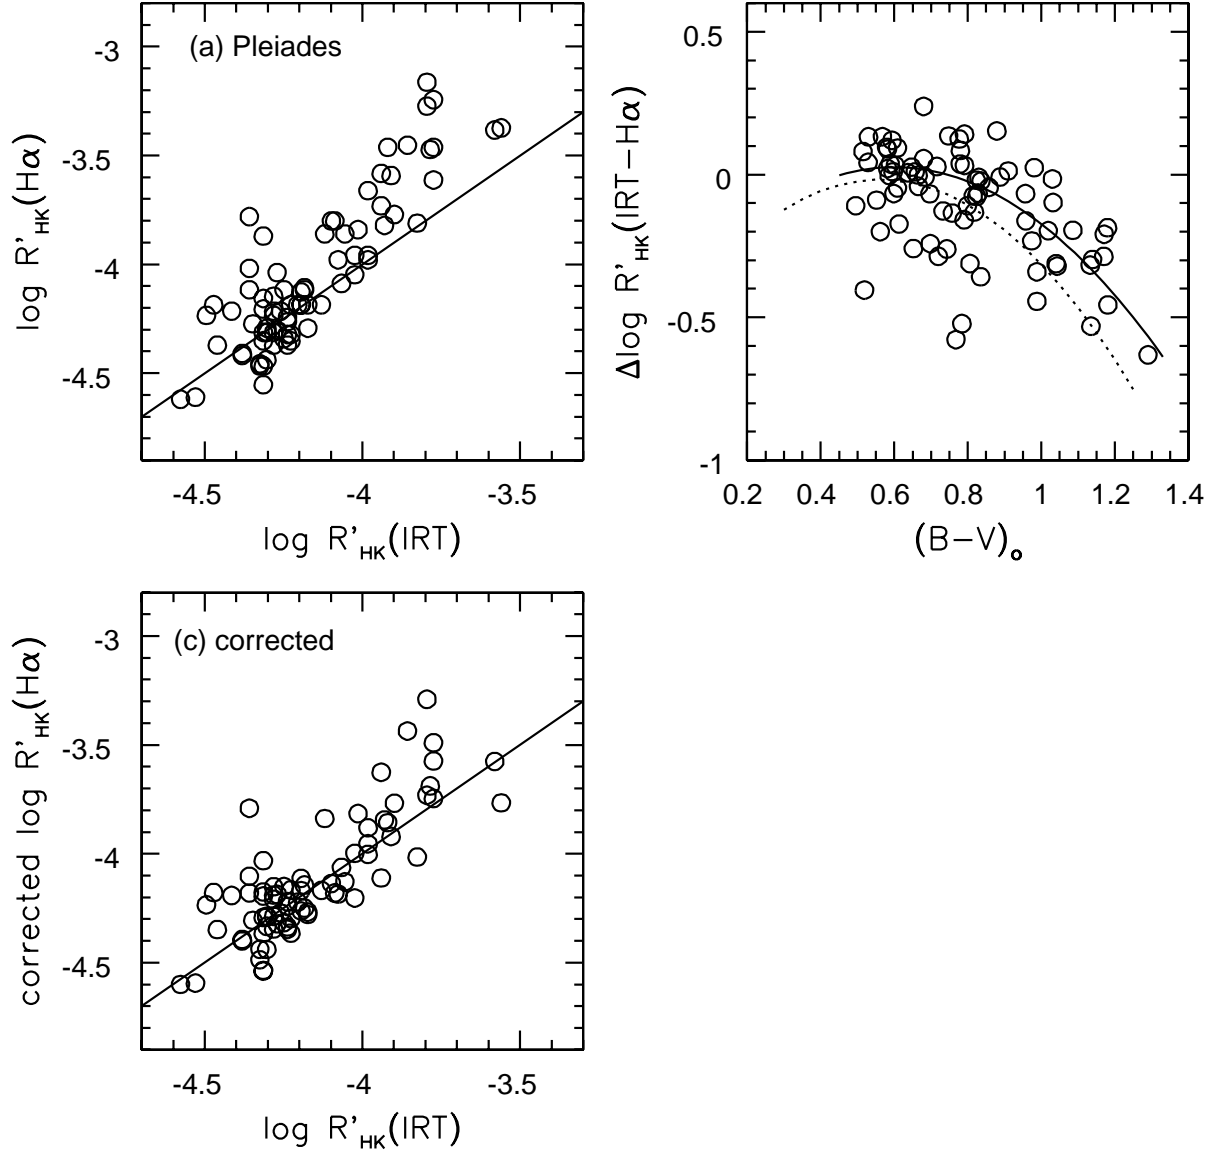 (a) Pleiades
-3
-3.5
-4
-4.5
log R'HK(Hα)
-4.5 -4 -3.5
log R'HK(IRT)
0.5
0
-0.5
-1
Δlog R'HK(IRT−Hα)
0.2 0.4 0.6 0.8 1 1.2 1.4
(B−V)o
(c) corrected
-3
-3.5
-4
-4.5
corrected log R'HK(Hα)
-4.5 -4 -3.5
log R'HK(IRT)